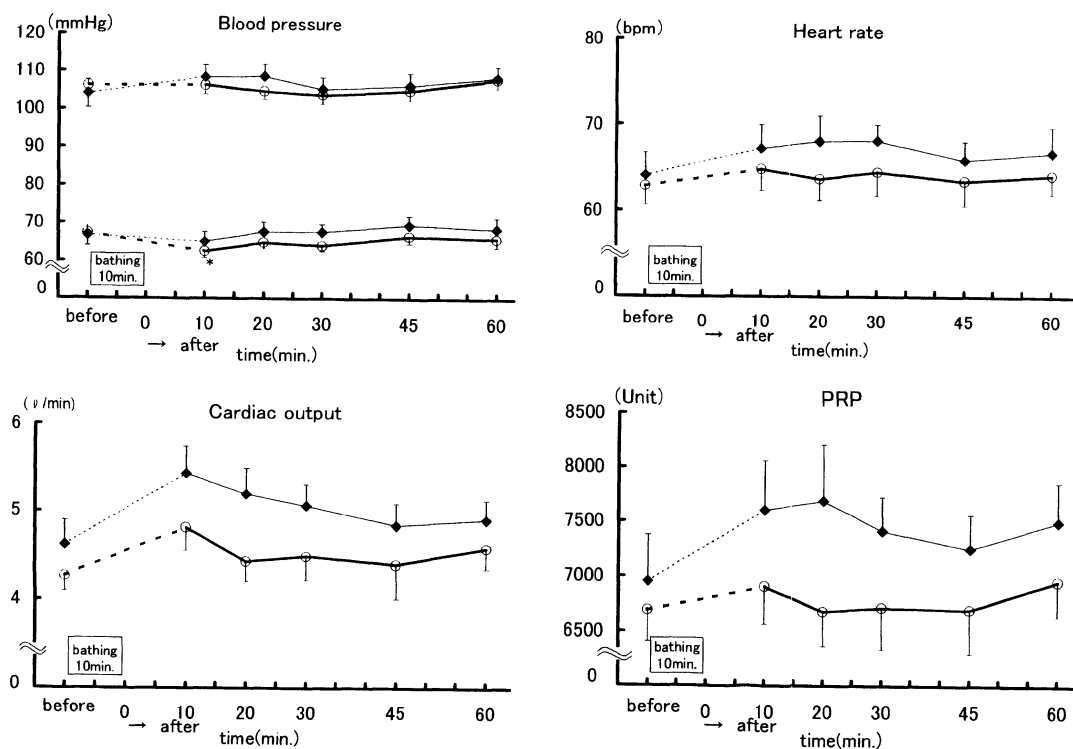 (mmHg)
Blood pressure
120
110
100
90
80
70
60
0
bathing
10min.
*
before 0 10 20 30 45 60
→ after
time(min.)
(bpm)
Heart rate
80
70
60
0
bathing
10min.
before 0 10 20 30 45 60
→ after
time(min.)
(ℓ/min)
Cardiac output
6
5
4
0
bathing
10min.
before 0 10 20 30 45 60
→ after
time(min.)
(Unit)
PRP
8500
8000
7500
7000
6500
0
bathing
10min.
before 0 10 20 30 45 60
→ after
time(min.)